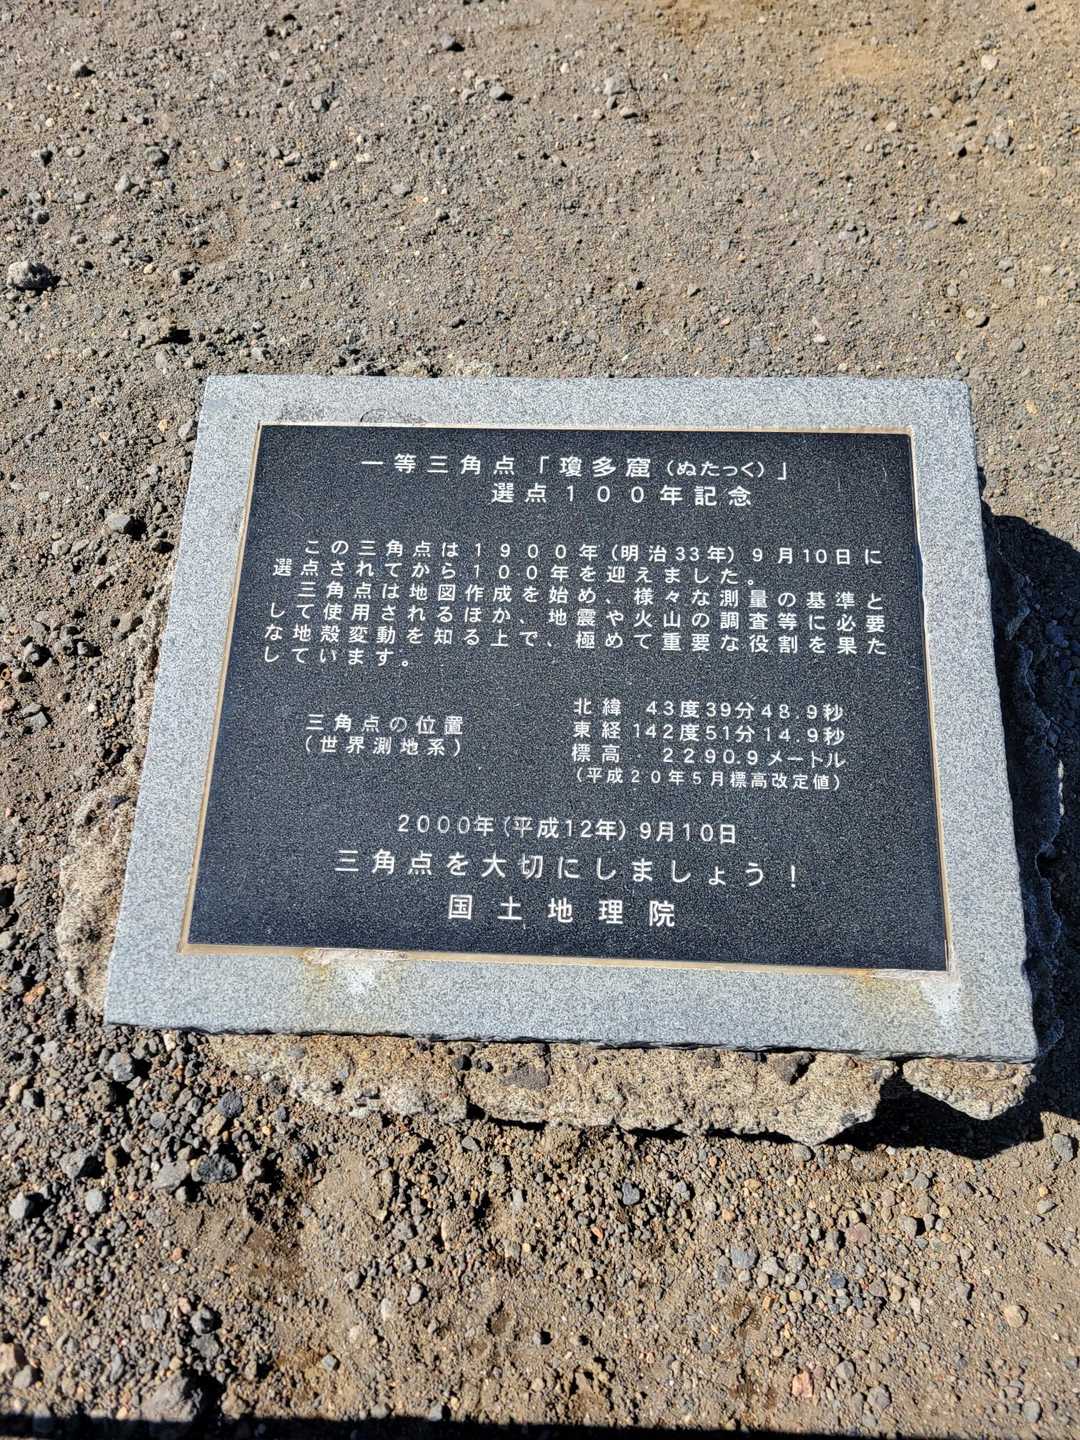 一等三角点「瓊多窟(ぬたっく)」
選点100年記念
この三角点は1900年(明治33年)9月10日に
選点されてから100年を迎えました。
三角点は地図作成を始め、様々な測量の基準と
して使用されるほか、地震や火山の調査等に必要
な地殻変動を知る上で、極めて重要な役割を果た
しています。
三角点の位置
(世界測地系)
北緯 43度39分48.9秒
東経142度51分14.9秒
標高 2290.9メートル
(平成20年5月標高改定値)
2000年(平成12年)9月10日
三角点を大切にしましょう!
国土地理院